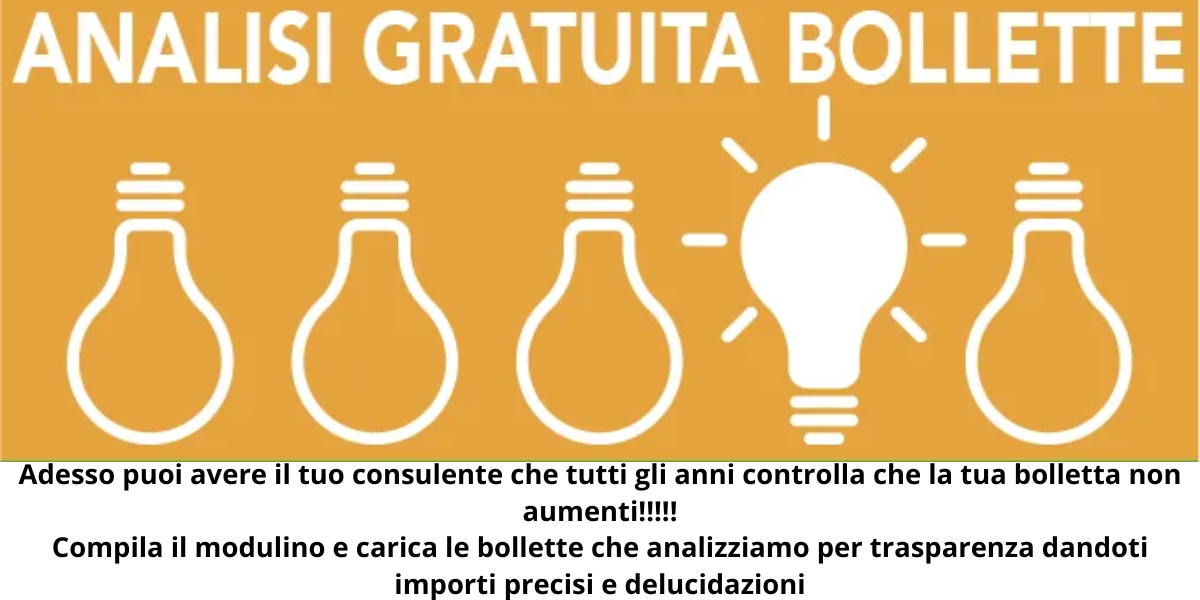 ANALISI GRATUITA BOLLETTE
Adesso puoi avere il tuo consulente che tutti gli anni controlla che la tua bolletta non
aumenti!!!!!
Compila il modulino e carica le bollette che analizziamo per trasparenza dandoti
importi precisi e delucidazioni